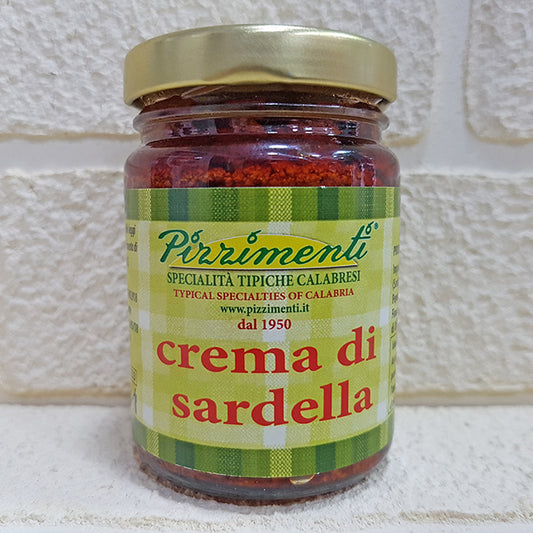 Pizzimenti®
SPECIALITÀ TIPICHE CALABRESI
TYPICAL SPECIALTIES OF CALABRIA
www.pizzimenti.it
dal 1950
crema di
sardella